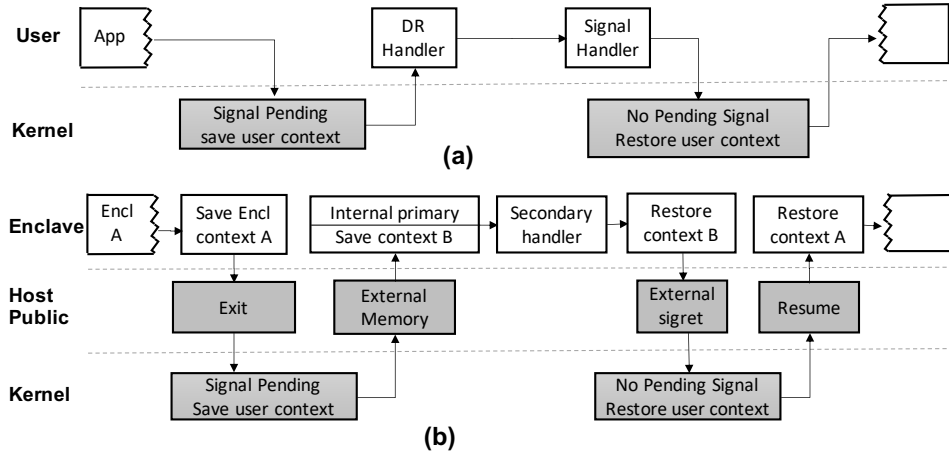 User
App
DR
Handler
Signal
Handler
Kernel
Signal Pending
save user context
No Pending Signal
Restore user context
(a)
Enclave
Encl
A
Save Encl
context A
Internal primary
Save context B
Secondary
handler
Restore
context B
Restore
context A
Host
Public
Exit
External
Memory
External
sigret
Resume
Kernel
Signal Pending
Save user context
No Pending Signal
Restore user context
(b)